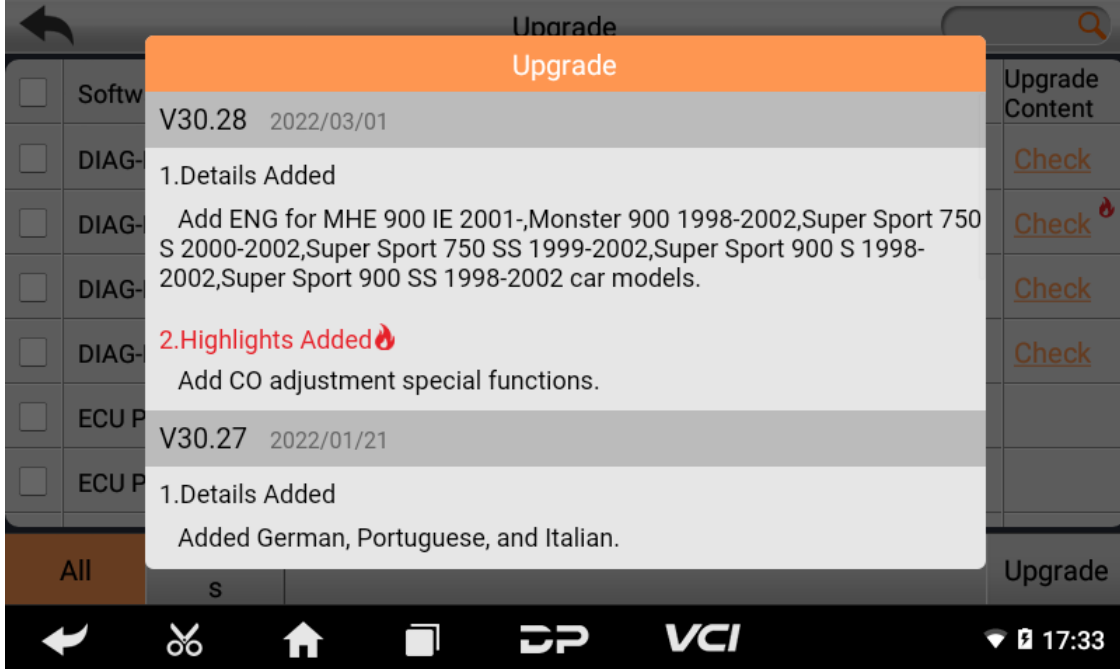 Upgrade
Upgrade
Softw
Upgrade
Content
V30.28 2022/03/01
1.Details Added
DIAG-
Check
Add ENG for MHE 900 IE 2001-,Monster 900 1998-2002,Super Sport 750
S 2000-2002,Super Sport 750 SS 1999-2002,Super Sport 900 S 1998-
2002,Super Sport 900 SS 1998-2002 car models.
DIAG-
Check
DIAG-
Check
2.Highlights Added
DIAG-
Check
Add CO adjustment special functions.
ECU P
V30.27 2022/01/21
ECU P
1.Details Added
Added German, Portuguese, and Italian.
All
s
Upgrade
DP
VCI
17:33